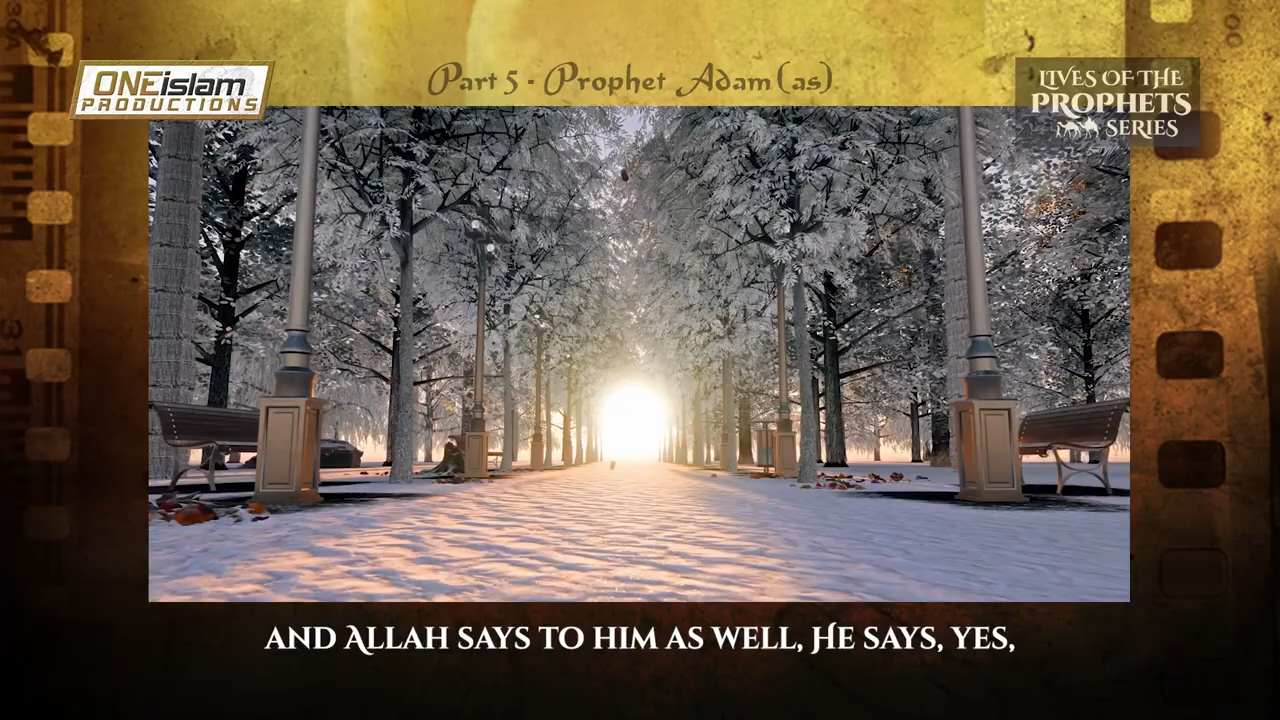 ONEislam
PRODUCTIONS
Part 5 - Prophet Adam (as)
LIVES OF THE
PROPHETS
SERIES
AND ALLAH SAYS TO HIM AS WELL, HE SAYS, YES,